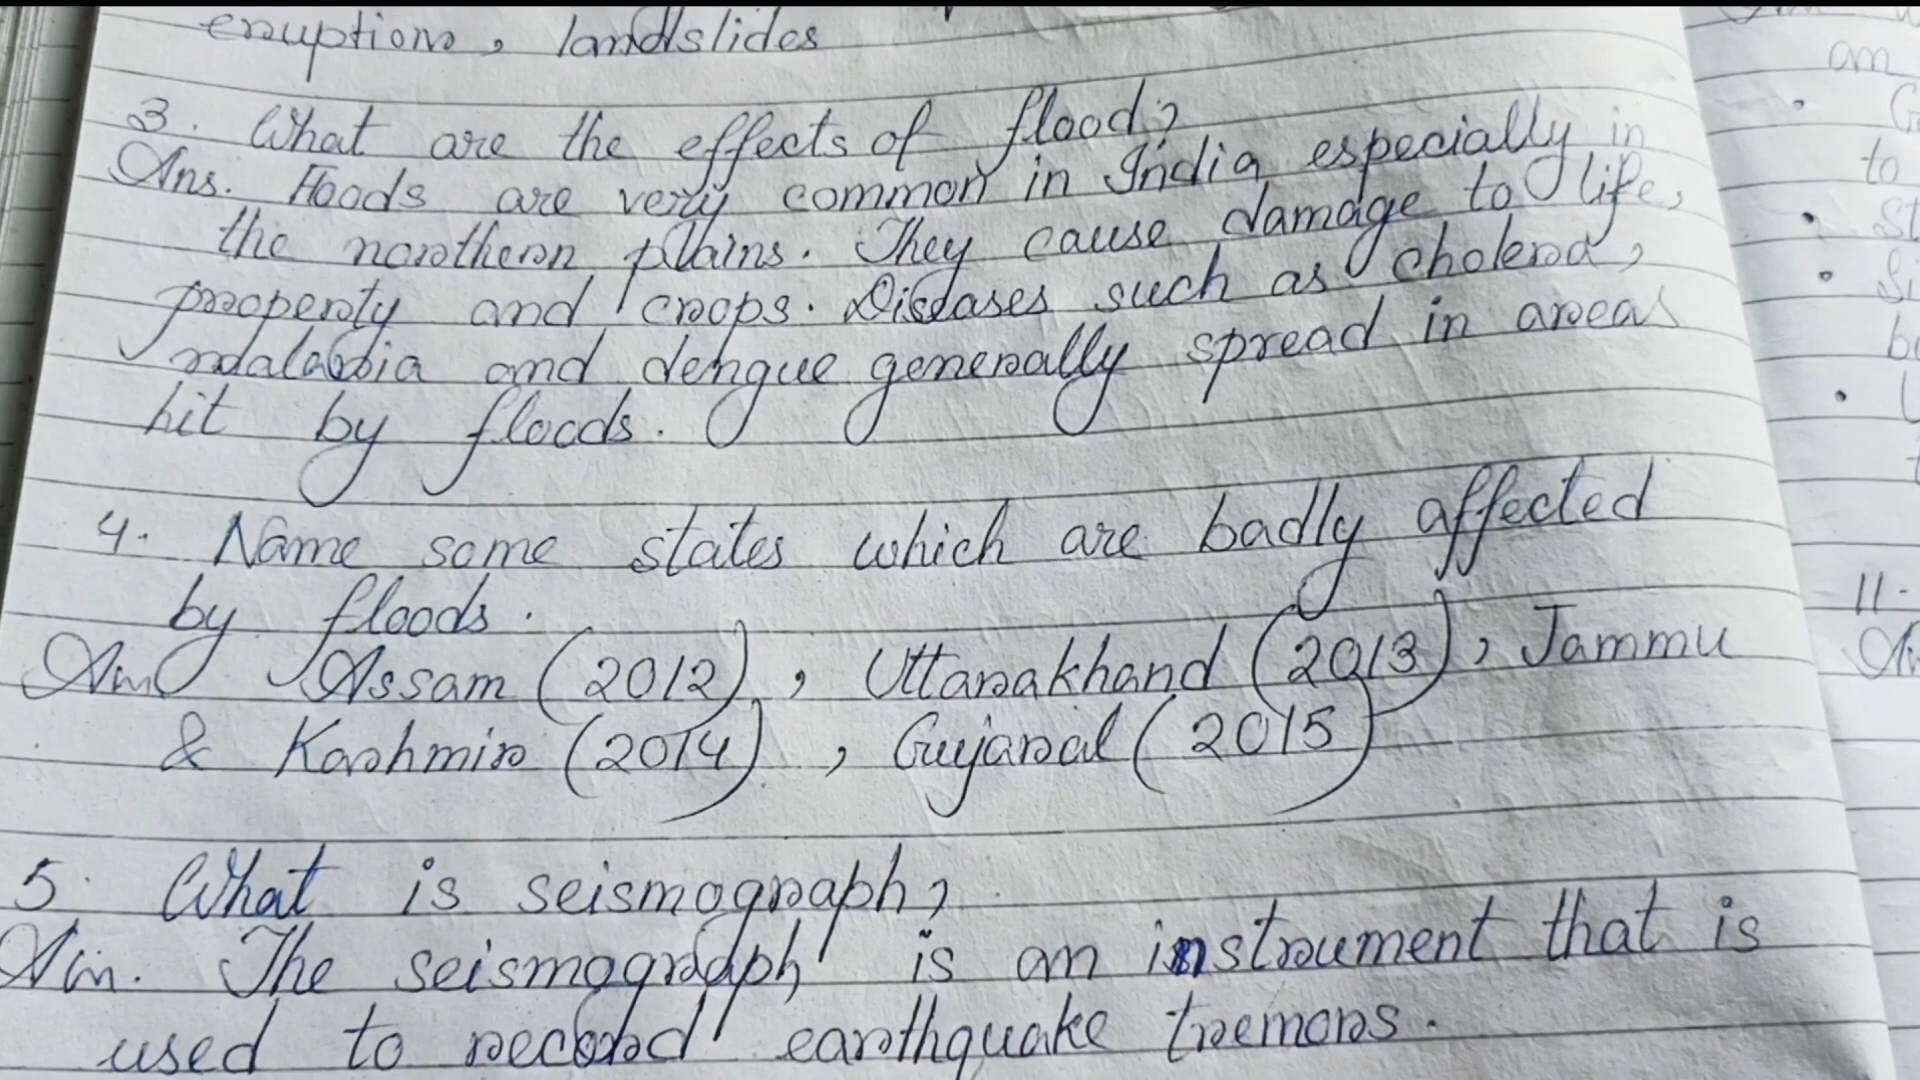 eruptions, landslides
3. What are the effects of flood?
Ans. Floods are very common in India especially in
the northern plains. They cause damage to life,
property and crops. Diseases such as cholera,
malaria and dengue generally spread in areas
hit by floods.
4. Name some states which are badly affected
by floods.
Ans Assam (2012), Uttarakhand (2013), Jammu
& Kashmir (2014), Gujarat (2015)
5. What is seismograph?
Ans. The seismograph is an instrument that is
used to record earthquake tremors.
am
to
11.